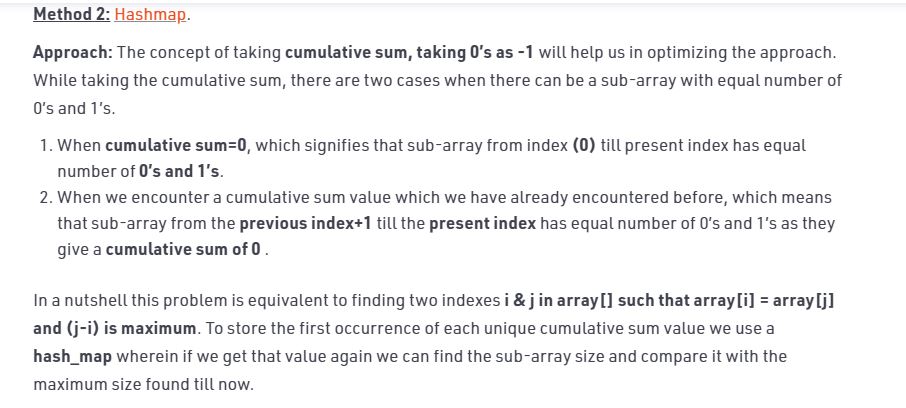 Method 2: Hashmap.
Approach: The concept of taking cumulative sum, taking 0’s as -1 will help us in optimizing the approach.
While taking the cumulative sum, there are two cases when there can be a sub-array with equal number of
0’s and 1’s.
1. When cumulative sum=0, which signifies that sub-array from index (0) till present index has equal
number of 0’s and 1’s.
2. When we encounter a cumulative sum value which we have already encountered before, which means
that sub-array from the previous index+1 till the present index has equal number of 0’s and 1’s as they
give a cumulative sum of 0 .
In a nutshell this problem is equivalent to finding two indexes i & j in array[] such that array[i] = array[j]
and (j-i) is maximum. To store the first occurrence of each unique cumulative sum value we use a
hash_map wherein if we get that value again we can find the sub-array size and compare it with the
maximum size found till now.